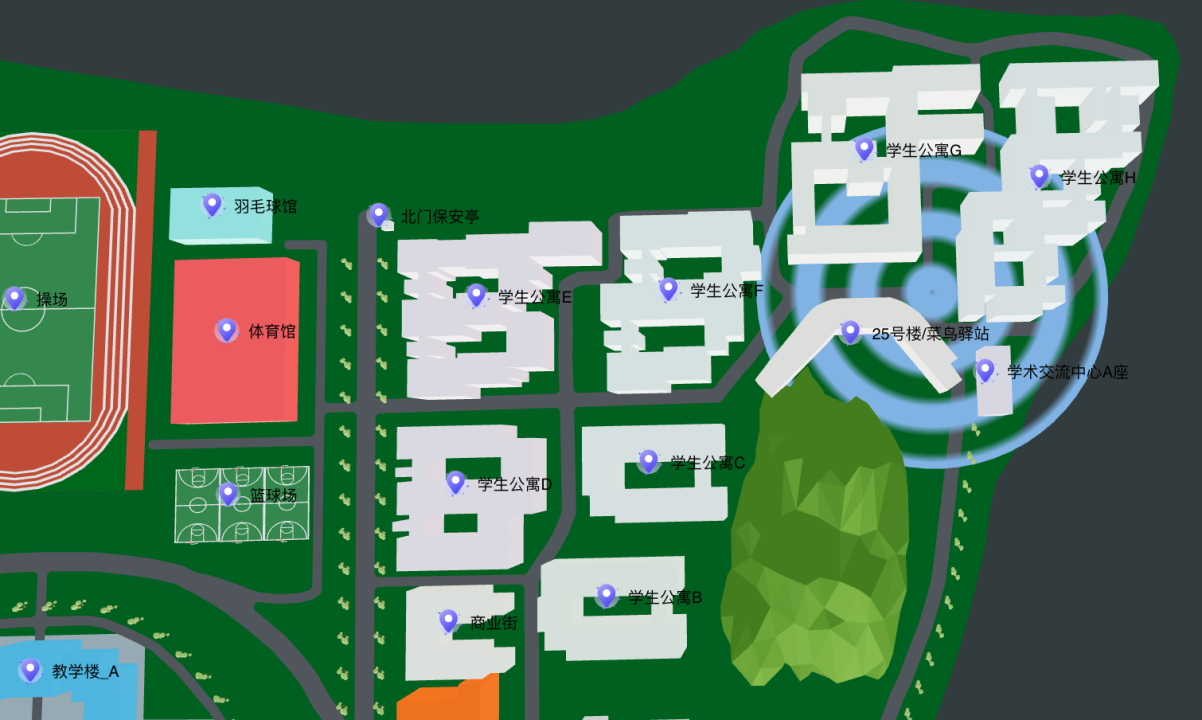 学生公寓G
学生公寓H
羽毛球馆
北门保安亭
学生公寓E
学生公寓F
操场
体育馆
25号楼/菜鸟驿站
学术交流中心A座
学生公寓C
学生公寓D
篮球场
学生公寓B
商业街
教学楼_A